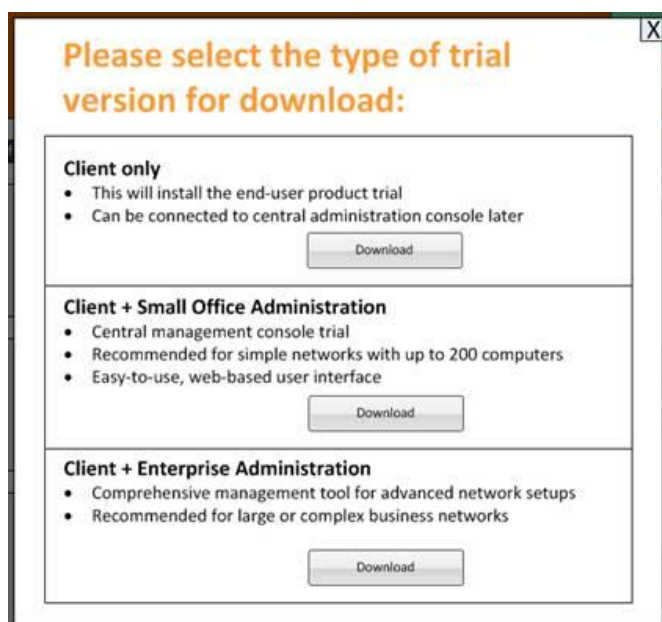 X
Please select the type of trial
version for download:
Client only
• This will install the end-user product trial
• Can be connected to central administration console later
Download
Client + Small Office Administration
• Central management console trial
• Recommended for simple networks with up to 200 computers
• Easy-to-use, web-based user interface
Download
Client + Enterprise Administration
• Comprehensive management tool for advanced network setups
• Recommended for large or complex business networks
Download